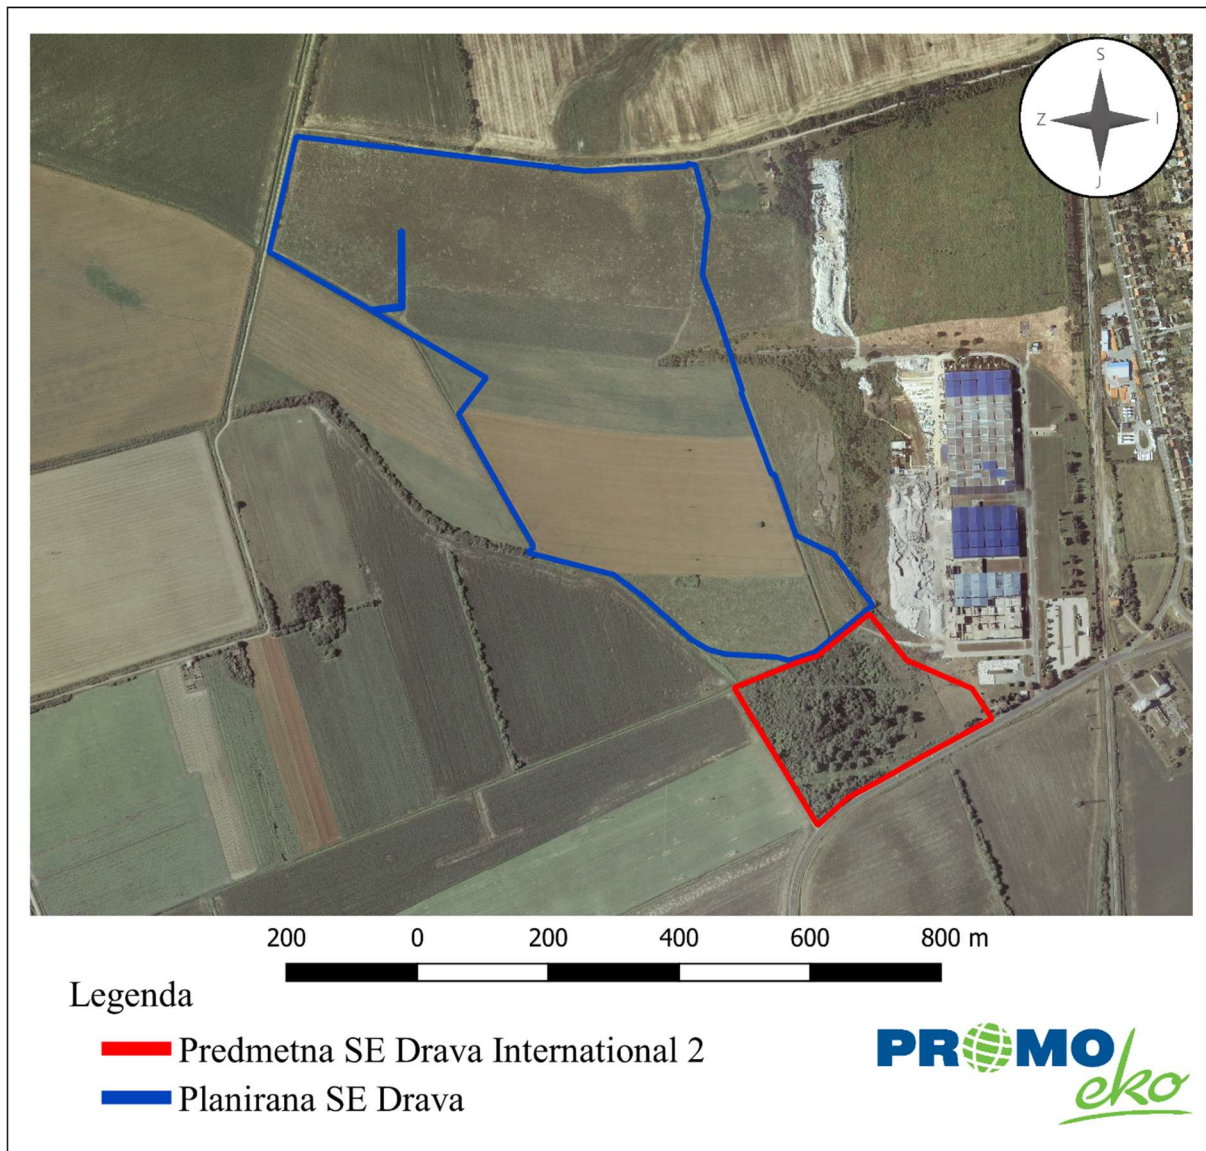 S
Z I
J
200 0 200 400 600 800 m
Legenda
Predmetna SE Drava International 2
Planirana SE Drava
PROMO
eko